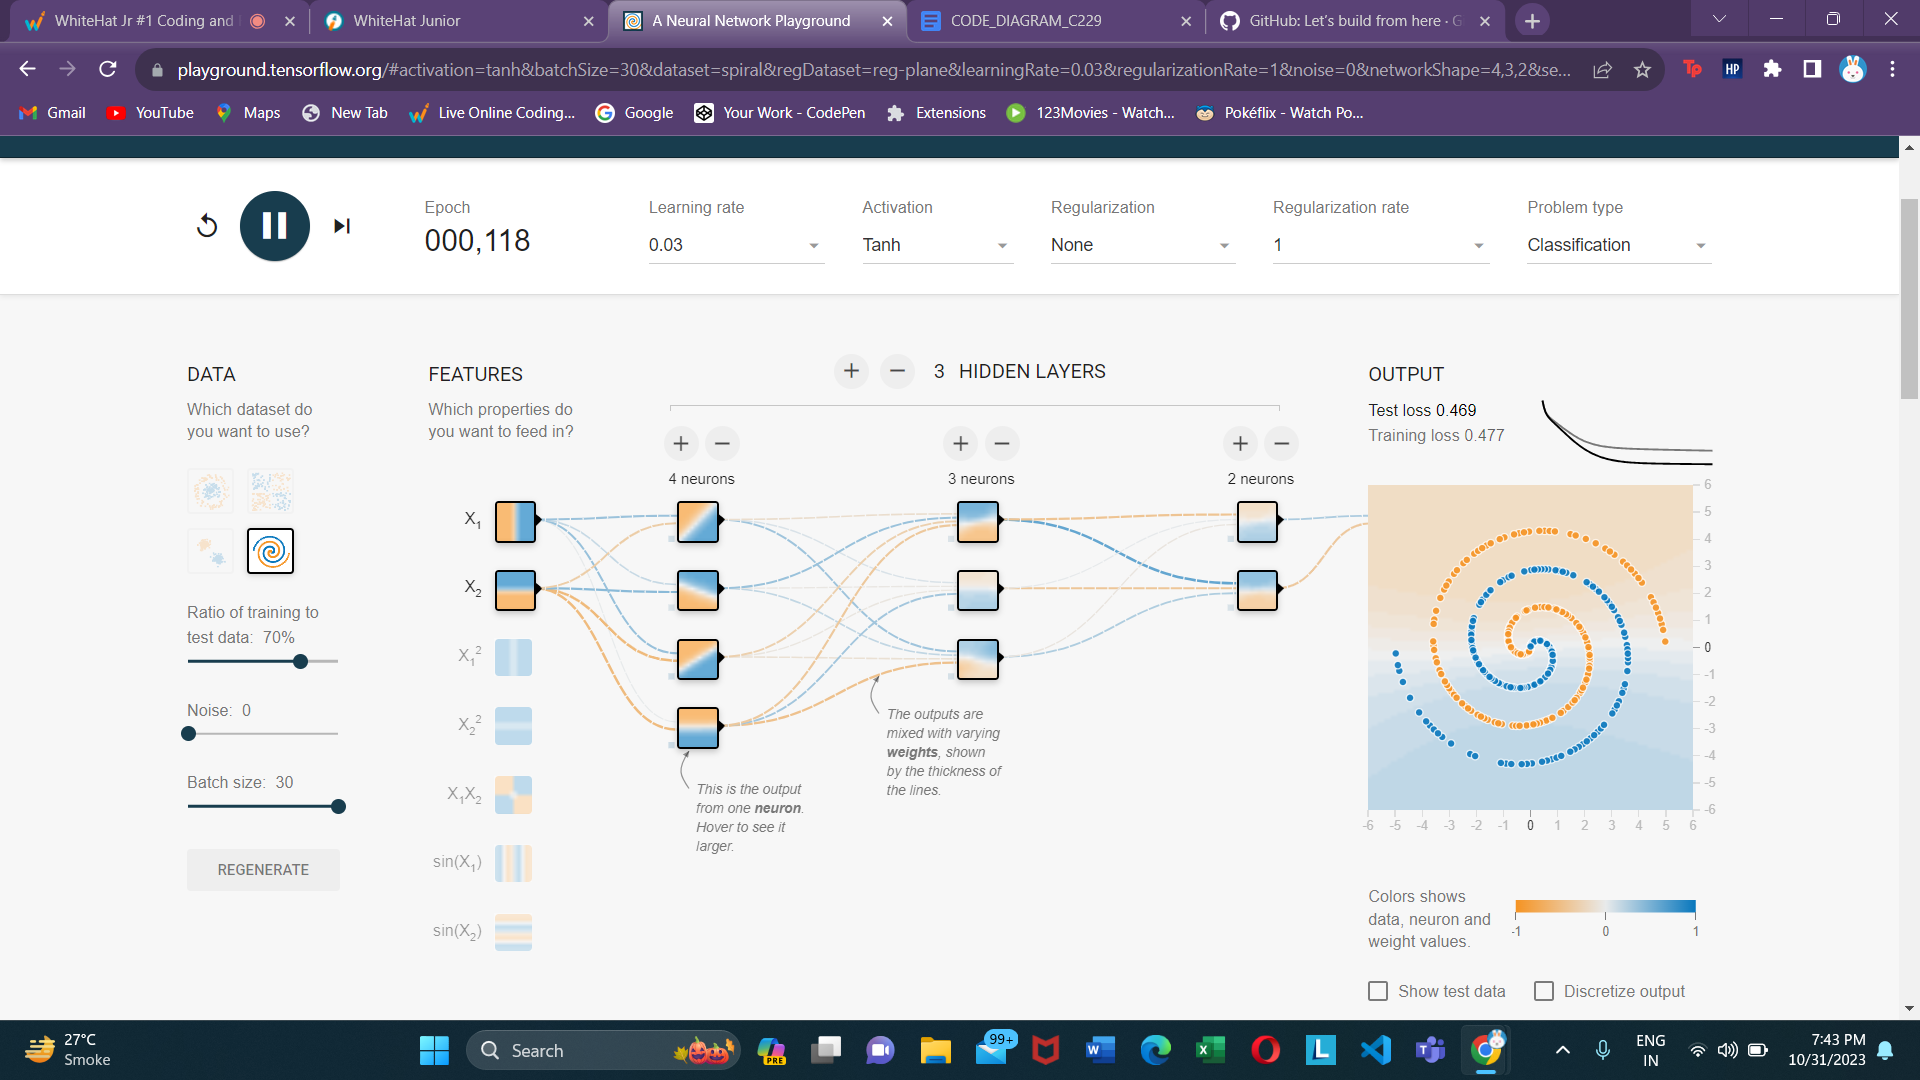 WhiteHat Jr #1 Coding and
WhiteHat Junior
A Neural Network Playground
CODE_DIAGRAM_C229
GitHub: Let's build from here · G
playground.tensorflow.org/#activation=tanh&batchSize=30&dataset=spiral&regDataset=reg-plane&learningRate=0.03&regularizationRate=1&noise=0&networkShape=4,3,2&se...
Gmail
YouTube
Maps
New Tab
Live Online Coding...
Google
Your Work - CodePen
Extensions
123Movies - Watch...
Pokéflix - Watch Po...
Epoch
000,118
Learning rate
0.03
Activation
Tanh
Regularization
None
Regularization rate
1
Problem type
Classification
DATA
Which dataset do
you want to use?
Ratio of training to
test data: 70%
Noise: 0
Batch size: 30
REGENERATE
FEATURES
Which properties do
you want to feed in?
X1
X2
X1²
X2²
X1X2
sin(X1)
sin(X2)
+ − 3 HIDDEN LAYERS
+ −
4 neurons
+ −
3 neurons
+ −
2 neurons
This is the output
from one neuron.
Hover to see it
larger.
The outputs are
mixed with varying
weights, shown
by the thickness of
the lines.
OUTPUT
Test loss 0.469
Training loss 0.477
6
5
4
3
2
1
0
-1
-2
-3
-4
-5
-6
-6 -5 -4 -3 -2 -1 0 1 2 3 4 5 6
Colors shows
data, neuron and
weight values.
-1 0 1
Show test data
Discretize output
27°C
Smoke
Search
PRE
99+
ENG
IN
7:43 PM
10/31/2023